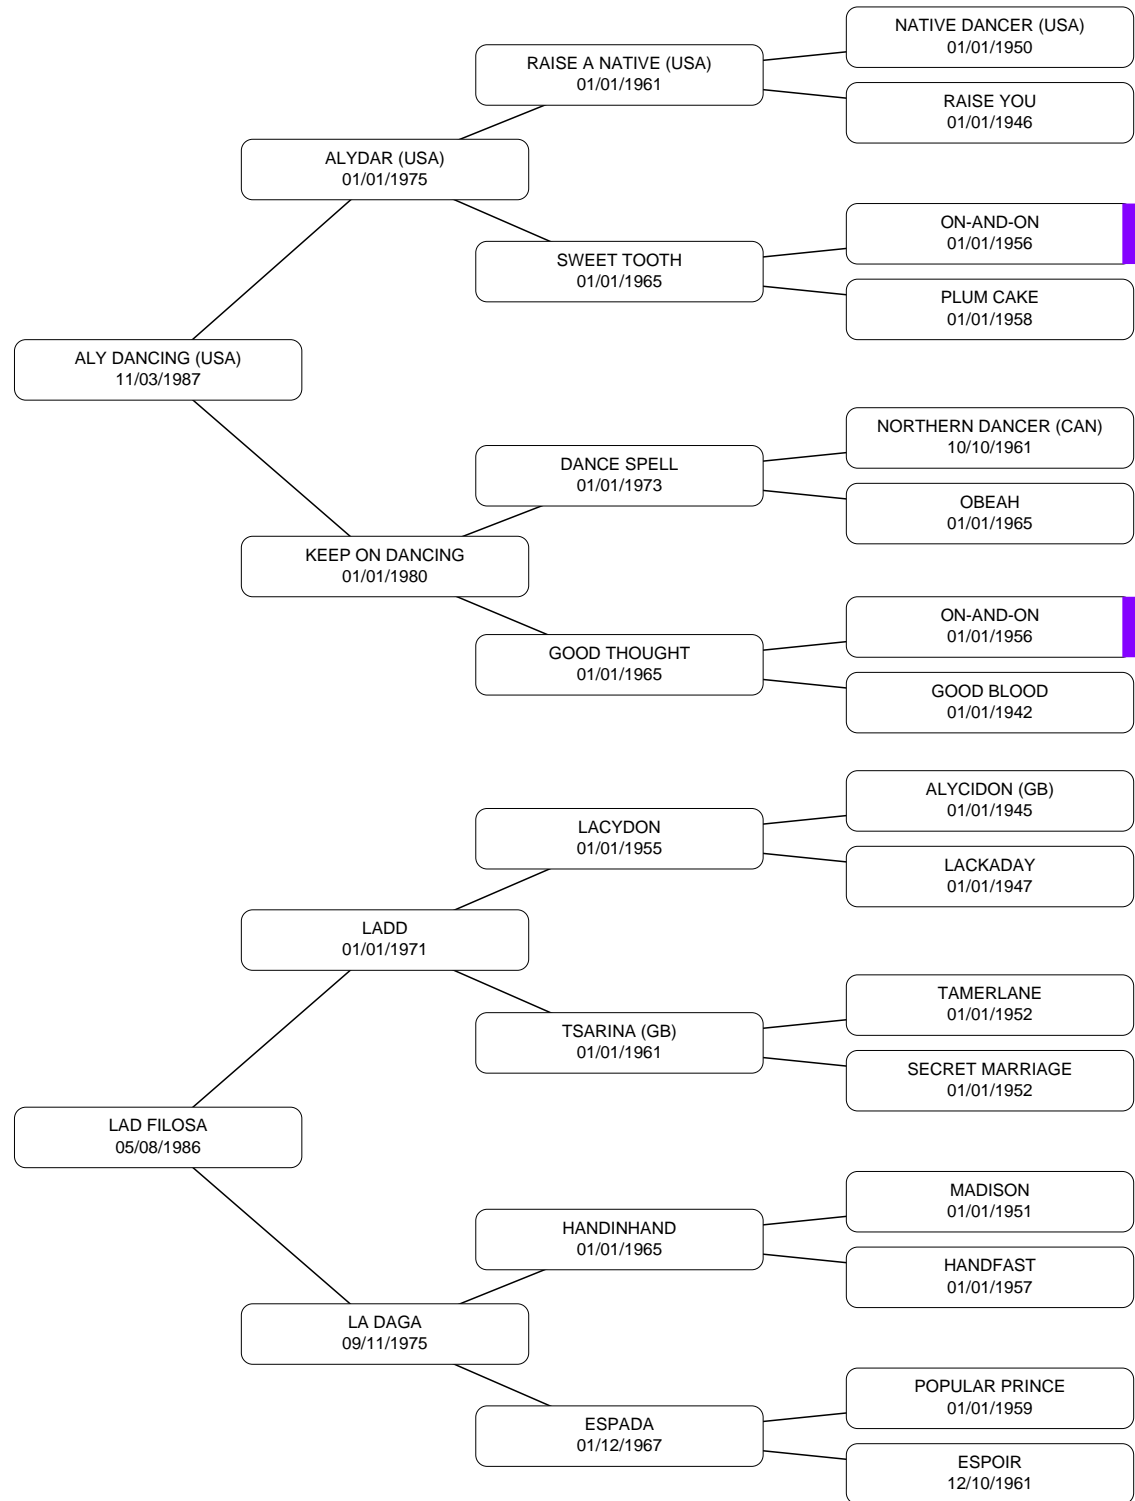 NATIVE DANCER (USA)
01/01/1950
RAISE A NATIVE (USA)
01/01/1961
RAISE YOU
01/01/1946
ALYDAR (USA)
01/01/1975
ON-AND-ON
01/01/1956
SWEET TOOTH
01/01/1965
PLUM CAKE
01/01/1958
ALY DANCING (USA)
11/03/1987
NORTHERN DANCER (CAN)
10/10/1961
DANCE SPELL
01/01/1973
OBEAH
01/01/1965
KEEP ON DANCING
01/01/1980
ON-AND-ON
01/01/1956
GOOD THOUGHT
01/01/1965
GOOD BLOOD
01/01/1942
ALYCIDON (GB)
01/01/1945
LACYDON
01/01/1955
LACKADAY
01/01/1947
LADD
01/01/1971
TAMERLANE
01/01/1952
TSARINA (GB)
01/01/1961
SECRET MARRIAGE
01/01/1952
LAD FILOSA
05/08/1986
MADISON
01/01/1951
HANDINHAND
01/01/1965
HANDFAST
01/01/1957
LA DAGA
09/11/1975
POPULAR PRINCE
01/01/1959
ESPADA
01/12/1967
ESPOIR
12/10/1961